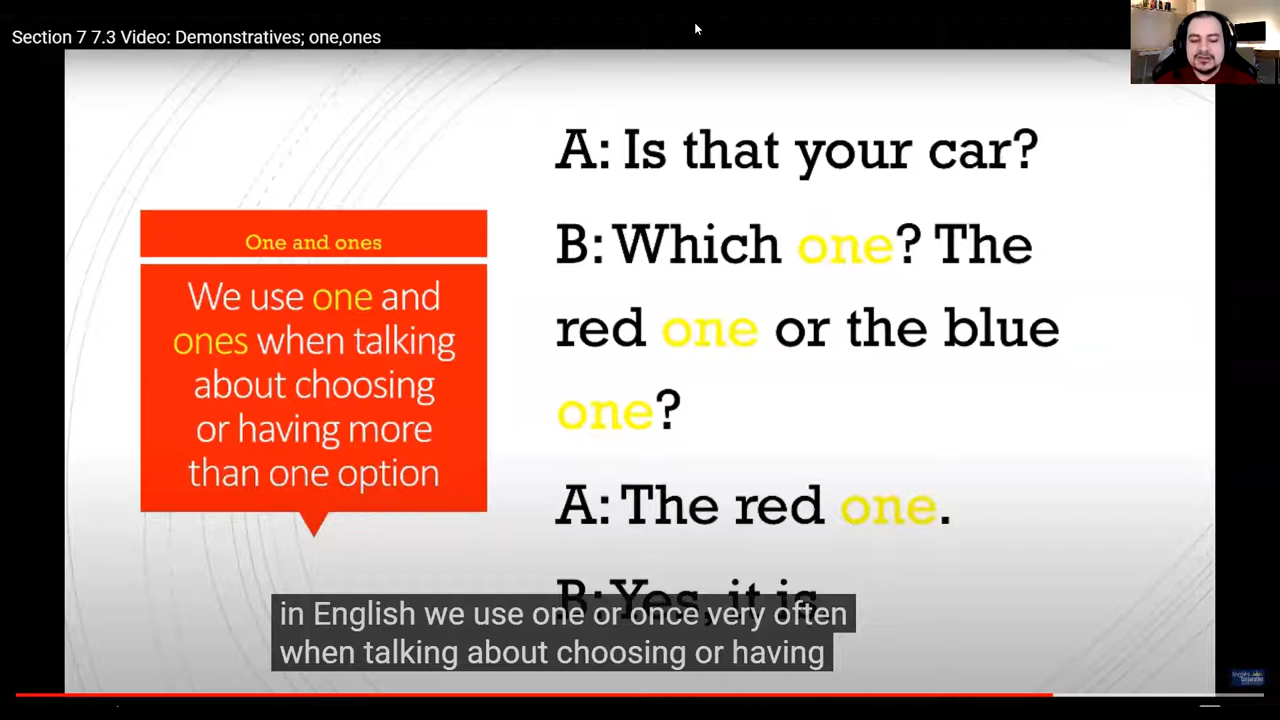 Section 7 7.3 Video: Demonstratives; one,ones
One and ones
We use one and
ones when talking
about choosing
or having more
than one option
A: Is that your car?
B: Which one? The
red one or the blue
one?
A: The red one.
B: Yes, it is
in English we use one or once very often
when talking about choosing or having